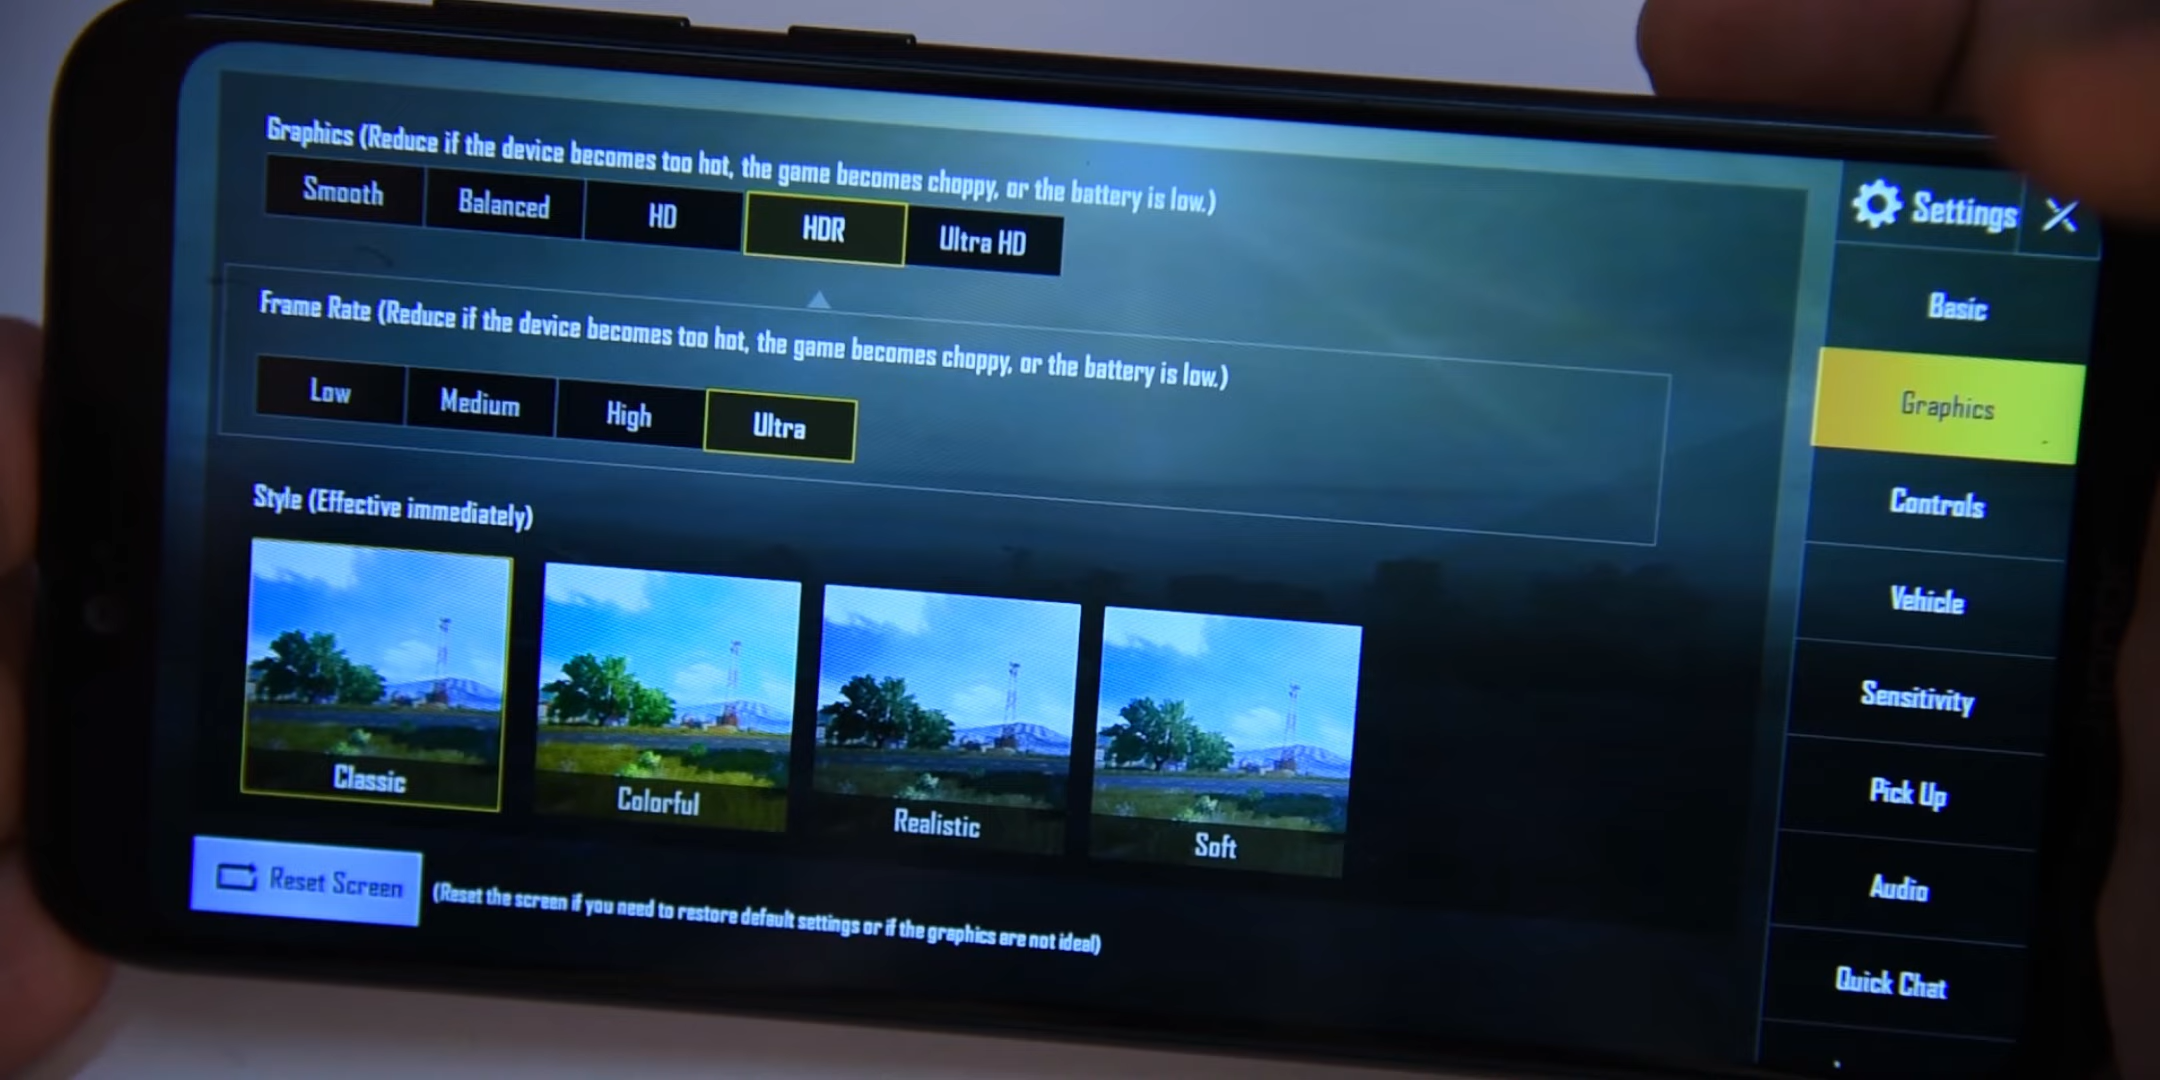 Graphics (Reduce if the device becomes too hot, the game becomes choppy, or the battery is low.)
Smooth
Balanced
HD
HDR
Ultra HD
Frame Rate (Reduce if the device becomes too hot, the game becomes choppy, or the battery is low.)
Low
Medium
High
Ultra
Style (Effective immediately)
Classic
Colorful
Realistic
Soft
Reset Screen
(Reset the screen if you need to restore default settings or if the graphics are not ideal)
Settings
Basic
Graphics
Controls
Vehicle
Sensitivity
Pick Up
Audio
Quick Chat